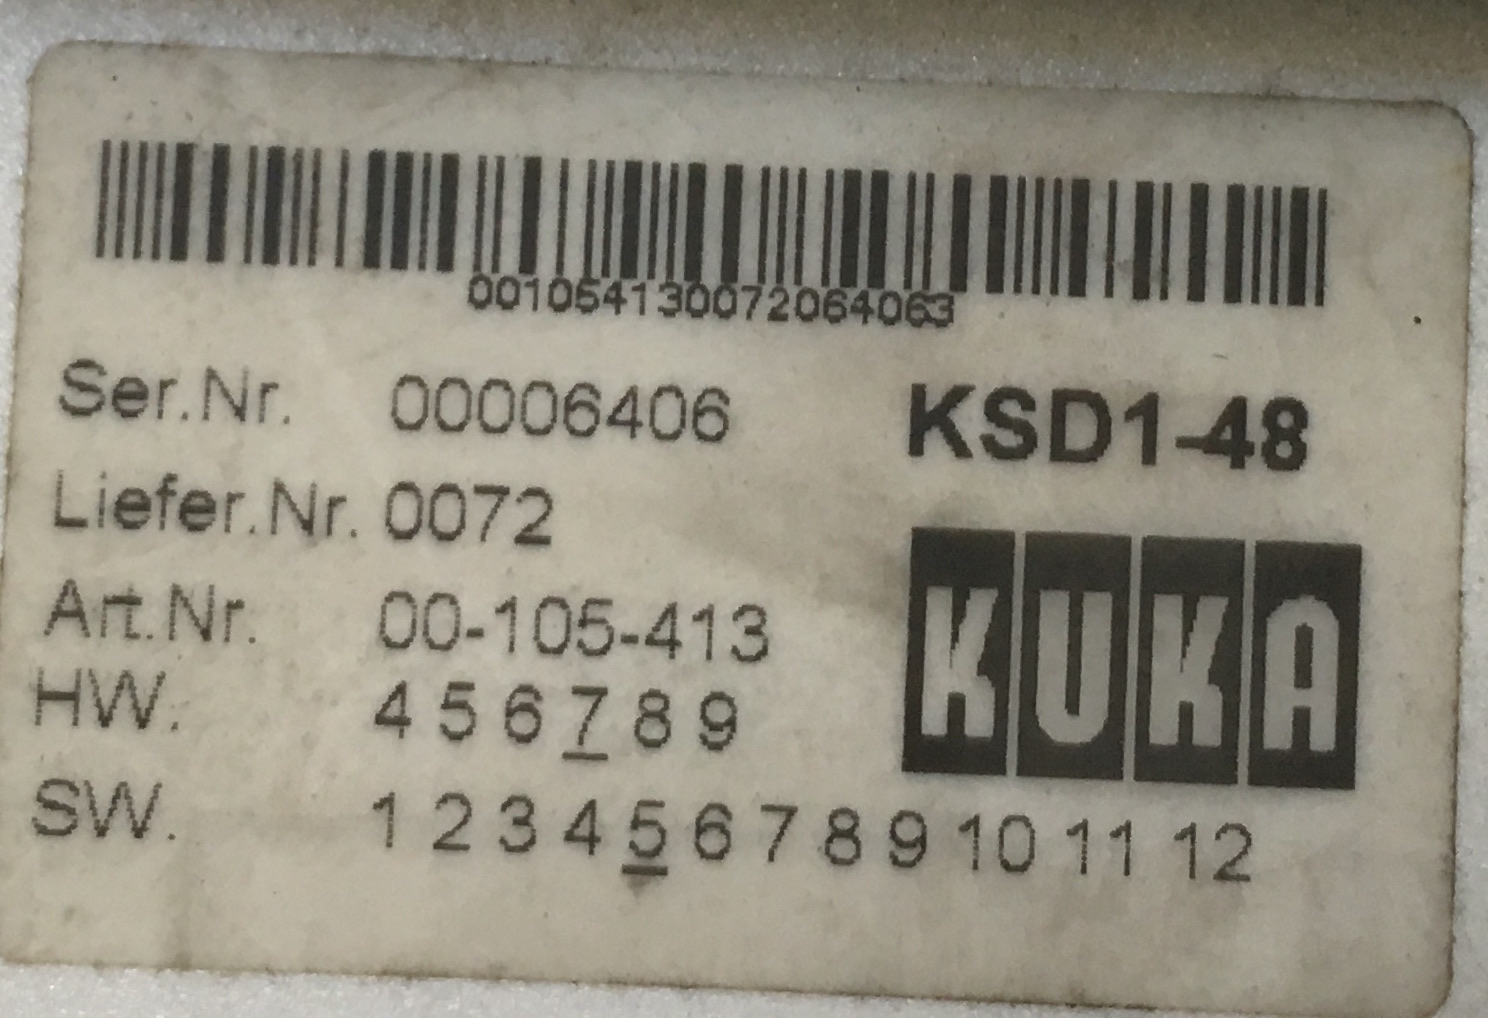 001054130072064063
Ser.Nr. 00006406 KSD1-48
Liefer.Nr. 0072
Art.Nr. 00-105-413
KUKA
HW. 4 5 6 7 8 9
SW. 1 2 3 4 5 6 7 8 9 10 11 12